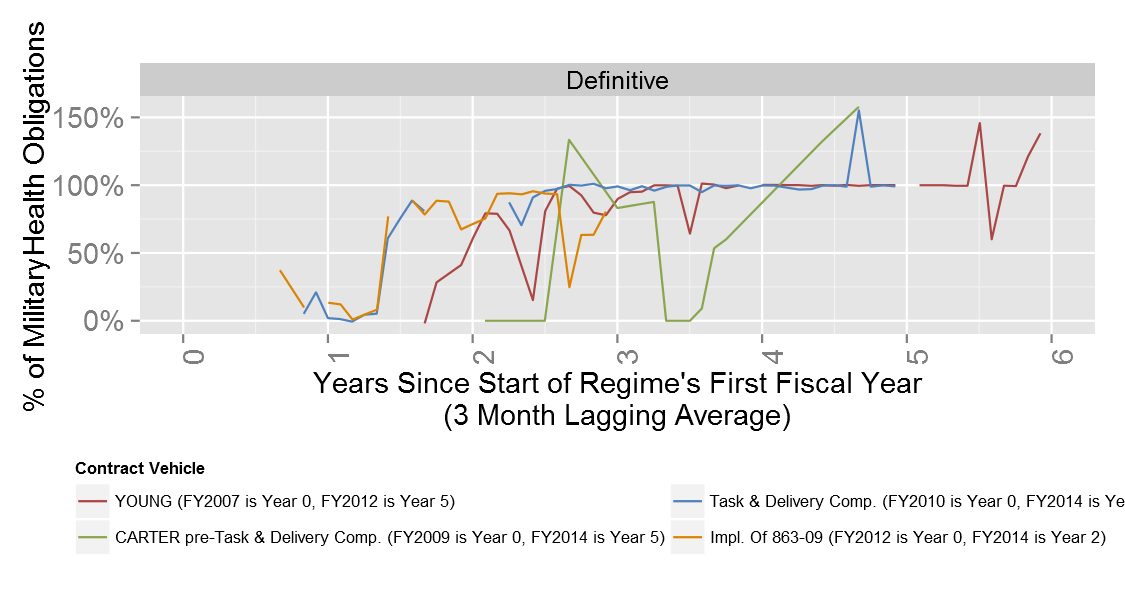 Definitive
% of Military Health Obligations
150%
100%
50%
0%
0 1 2 3 4 5 6
Years Since Start of Regime's First Fiscal Year
(3 Month Lagging Average)
Contract Vehicle
YOUNG (FY2007 is Year 0, FY2012 is Year 5)
Task & Delivery Comp. (FY2010 is Year 0, FY2014 is Ye
CARTER pre-Task & Delivery Comp. (FY2009 is Year 0, FY2014 is Year 5)
Impl. Of 863-09 (FY2012 is Year 0, FY2014 is Year 2)